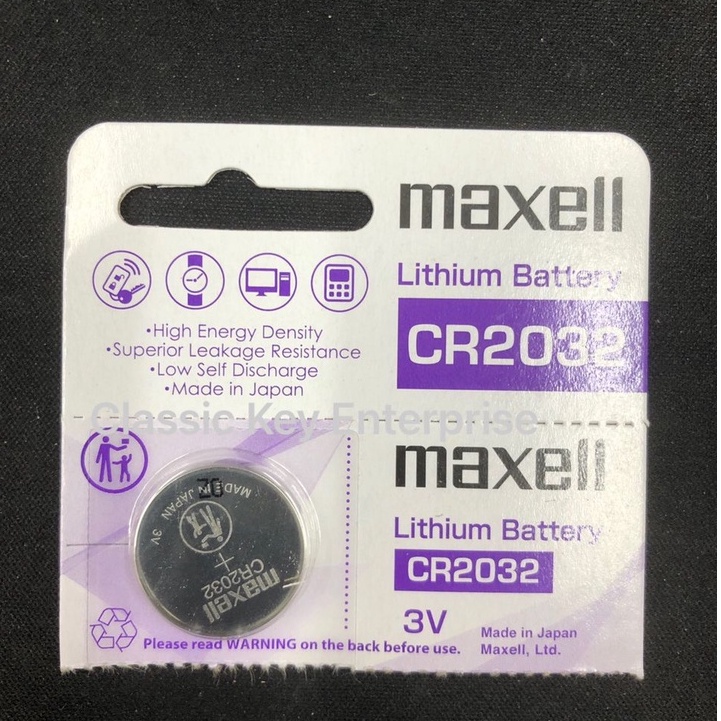 maxell
Lithium Battery
CR2032
•High Energy Density
•Superior Leakage Resistance
•Low Self Discharge
•Made in Japan
Classic Key Enterprise
maxell
Lithium Battery
CR2032
3V
Made in Japan
Maxell, Ltd.
MADE IN JAPAN 3V
+
CR2032
maxell
Please read WARNING on the back before use.